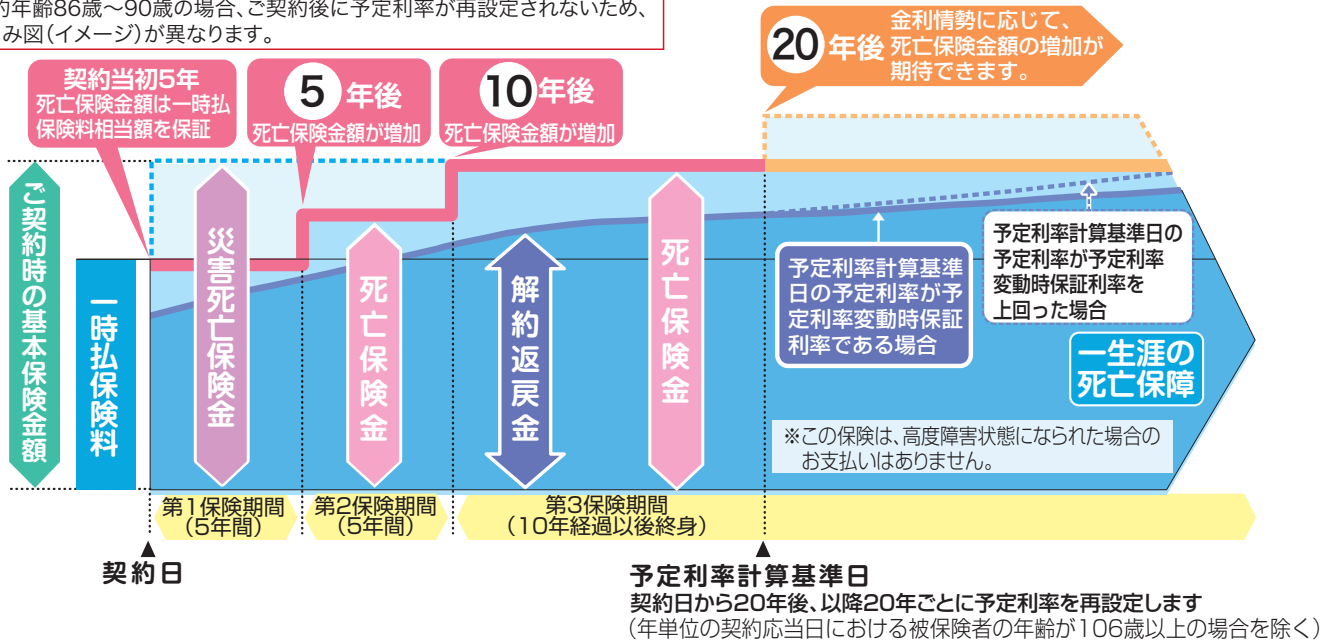 約年齢86歳～90歳の場合、ご契約後に予定利率が再設定されないため、
み図(イメージ)が異なります。
契約当初5年
死亡保険金額は一時払
保険料相当額を保証
5年後
死亡保険金額が増加
10年後
死亡保険金額が増加
20年後
金利情勢に応じて、
死亡保険金額の増加が
期待できます。
ご契約時の基本保険金額
一時払保険料
災害死亡保険金
死亡保険金
解約返戻金
死亡保険金
予定利率計算基準
日の予定利率が予
定利率変動時保証
利率である場合
予定利率計算基準日の
予定利率が予定利率
変動時保証利率を
上回った場合
一生涯の
死亡保障
※この保険は、高度障害状態になられた場合の
お支払いはありません。
第1保険期間
(5年間)
第2保険期間
(5年間)
第3保険期間
(10年経過以後終身)
契約日
予定利率計算基準日
契約日から20年後、以降20年ごとに予定利率を再設定します
(年単位の契約応当日における被保険者の年齢が106歳以上の場合を除く)